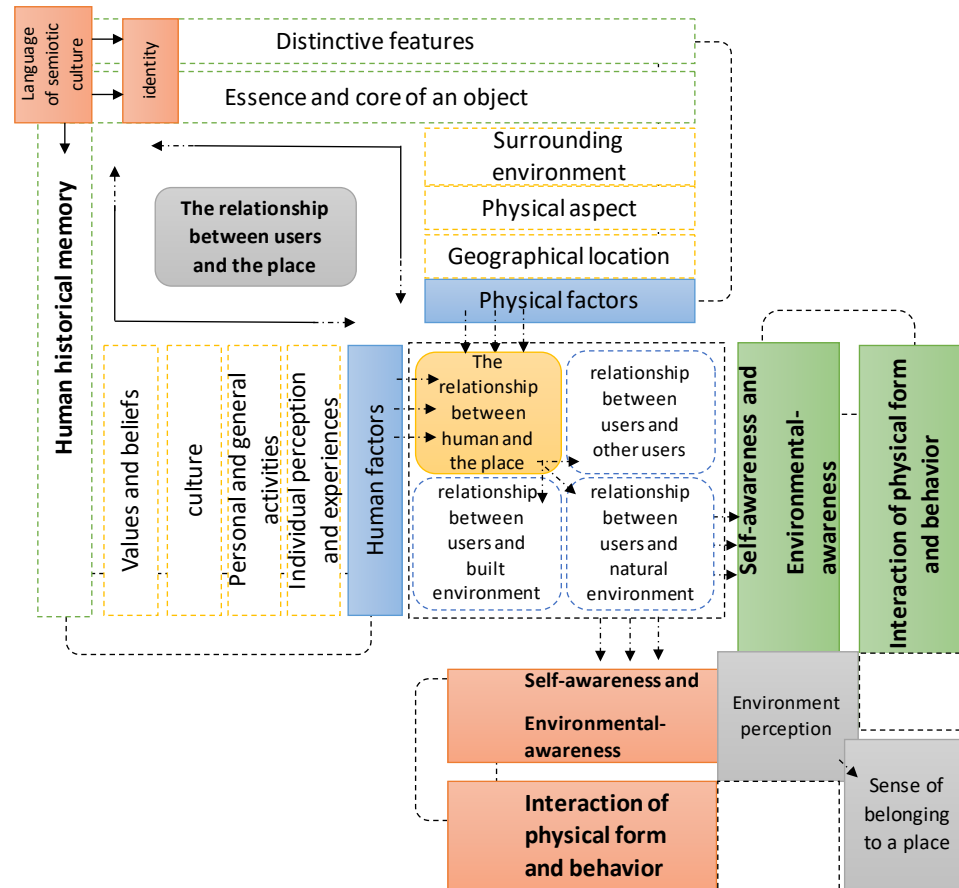 Language
of semiotic
culture
identity
Distinctive features
Essence and core of an object
Surrounding
environment
Physical aspect
Geographical location
Physical factors
The relationship
between users
and the place
Human historical memory
Values and beliefs
culture
Personal and general
activities
Individual perception
and experiences
Human factors
The
relationship
between
human and
the place
relationship
between
users and
other users
relationship
between
users and
built
environment
relationship
between
users and
natural
environment
Self-awareness and
Environmental-
awareness
Interaction of physical form
and behavior
Self-awareness and
Environmental-
awareness
Interaction of
physical form
and behavior
Environment
perception
Sense of
belonging
to a place